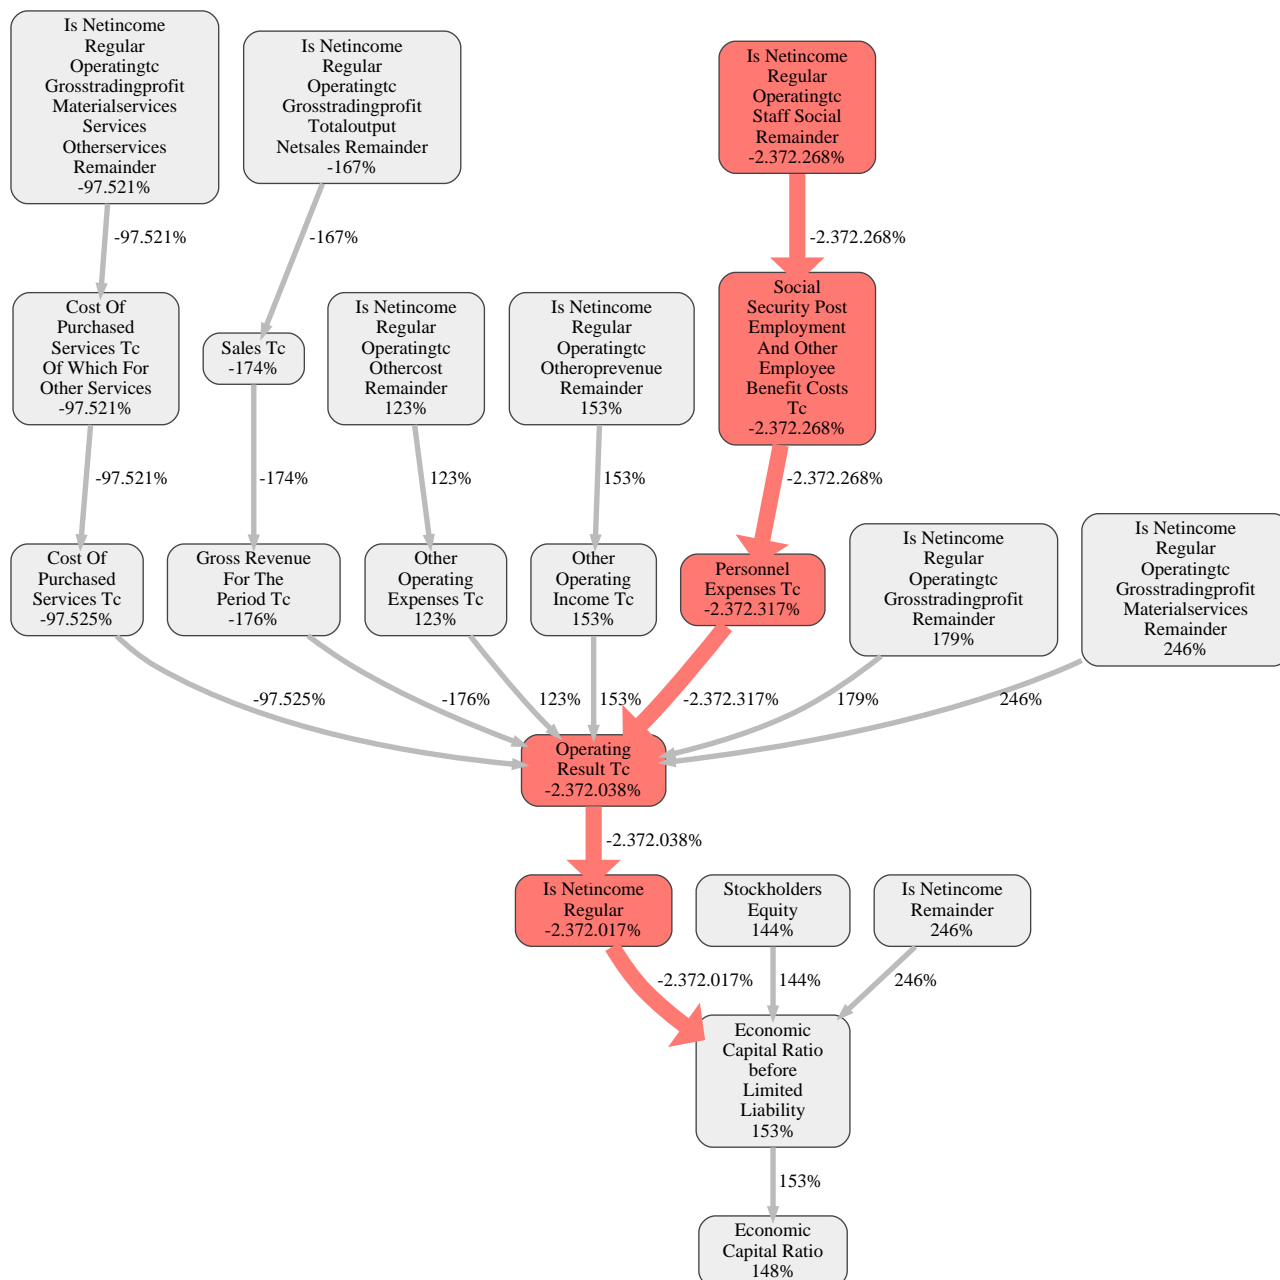 Is Netincome
Regular
Operatingtc
Grosstradingprofit
Materialservices
Services
Otherservices
Remainder
-97.521%
Is Netincome
Regular
Operatingtc
Grosstradingprofit
Totaloutput
Netsales Remainder
-167%
Is Netincome
Regular
Operatingtc
Staff Social
Remainder
-2.372.268%
-97.521%
-167%
-2.372.268%
Cost Of
Purchased
Services Tc
Of Which For
Other Services
-97.521%
Sales Tc
-174%
Is Netincome
Regular
Operatingtc
Othercost
Remainder
123%
Is Netincome
Regular
Operatingtc
Otheroprevenue
Remainder
153%
Social
Security Post
Employment
And Other
Employee
Benefit Costs
Tc
-2.372.268%
-97.521%
-174%
123%
153%
-2.372.268%
Cost Of
Purchased
Services Tc
-97.525%
Gross Revenue
For The
Period Tc
-176%
Other
Operating
Expenses Tc
123%
Other
Operating
Income Tc
153%
Personnel
Expenses Tc
-2.372.317%
Is Netincome
Regular
Operatingtc
Grosstradingprofit
Remainder
179%
Is Netincome
Regular
Operatingtc
Grosstradingprofit
Materialservices
Remainder
246%
-97.525%
-176%
123%
153%
-2.372.317%
179%
246%
Operating
Result Tc
-2.372.038%
-2.372.038%
Is Netincome
Regular
-2.372.017%
Stockholders
Equity
144%
Is Netincome
Remainder
246%
-2.372.017%
144%
246%
Economic
Capital Ratio
before
Limited
Liability
153%
153%
Economic
Capital Ratio
148%